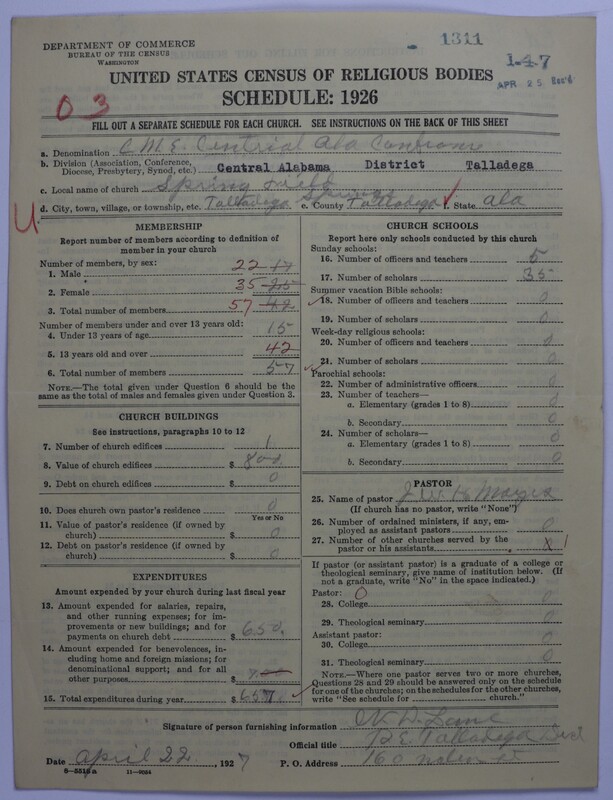 DEPARTMENT OF COMMERCE
BUREAU OF THE CENSUS
WASHINGTON
1311
1-47
APR 25 Rec'd
UNITED STATES CENSUS OF RELIGIOUS BODIES
SCHEDULE: 1926
03
FILL OUT A SEPARATE SCHEDULE FOR EACH CHURCH. SEE INSTRUCTIONS ON THE BACK OF THIS SHEET
a. Denomination C.M.E. Central Ala
b. Division (Association, Conference, Diocese, Presbytery, Synod, etc.) Central Alabama District Talladega
c. Local name of church Spring
U d. City, town, village, or township, etc. Talladega Springs e. County Talladega f. State Ala
MEMBERSHIP
Report number of members according to definition of member in your church
Number of members, by sex:
1. Male 22 17
2. Female 35 25
3. Total number of members 57 42
Number of members under and over 13 years old:
4. Under 13 years of age 15
5. 13 years old and over 42
6. Total number of members 57
NOTE.—The total given under Question 6 should be the same as the total of males and females given under Question 3.
CHURCH BUILDINGS
See instructions, paragraphs 10 to 12
7. Number of church edifices 1
8. Value of church edifices $ 800
9. Debt on church edifices $ 0
10. Does church own pastor's residence? 0
Yes or No
11. Value of pastor's residence (if owned by church) $ 0
12. Debt on pastor's residence (if owned by church) $ 0
EXPENDITURES
Amount expended by your church during last fiscal year
13. Amount expended for salaries, repairs, and other running expenses; for improvements or new buildings; and for payments on church debt $ 650.
14. Amount expended for benevolences, including home and foreign missions; for denominational support; and for all other purposes $
15. Total expenditures during year $ 657
CHURCH SCHOOLS
Report here only schools conducted by this church
Sunday schools:
16. Number of officers and teachers 5
17. Number of scholars 35
Summer vacation Bible schools:
18. Number of officers and teachers 0
19. Number of scholars 0
Week-day religious schools:
20. Number of officers and teachers 0
21. Number of scholars 0
Parochial schools:
22. Number of administrative officers 0
23. Number of teachers—
a. Elementary (grades 1 to 8) 0
b. Secondary 0
24. Number of scholars—
a. Elementary (grades 1 to 8) 0
b. Secondary 0
PASTOR
25. Name of pastor
(If church has no pastor, write "None")
26. Number of ordained ministers, if any, employed as assistant pastors 0
27. Number of other churches served by the pastor or his assistants X 1
If pastor (or assistant pastor) is a graduate of a college or theological seminary, give name of institution below. (If not a graduate, write "No" in the space indicated.)
Pastor: O
28. College 0
29. Theological seminary 0
Assistant pastor:
30. College 0
31. Theological seminary 0
NOTE.—Where one pastor serves two or more churches, Questions 28 and 29 should be answered only on the schedule for one of the churches; on the schedules for the other churches, write "See schedule for church."
Signature of person furnishing information N. D. Lane
Official title P.E. Talladega Dist
Date April 22, 1927 P. O. Address 160
8-5516a 11-9054